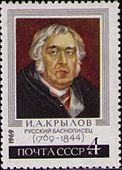 И.А.КРЫЛОВ
РУССКИЙ БАСНОПИСЕЦ
(1769-1844)
1969
ПОЧТА СССР 4